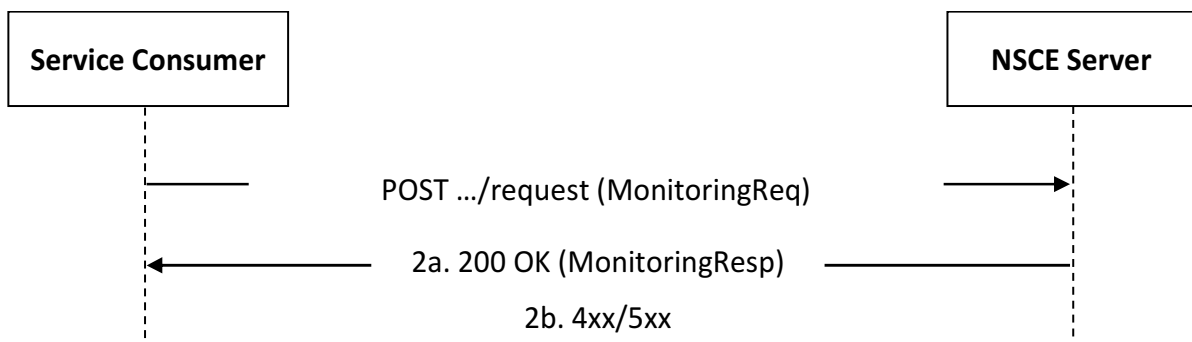 Service Consumer
NSCE Server
POST …/request (MonitoringReq)
2a. 200 OK (MonitoringResp)
2b. 4xx/5xx